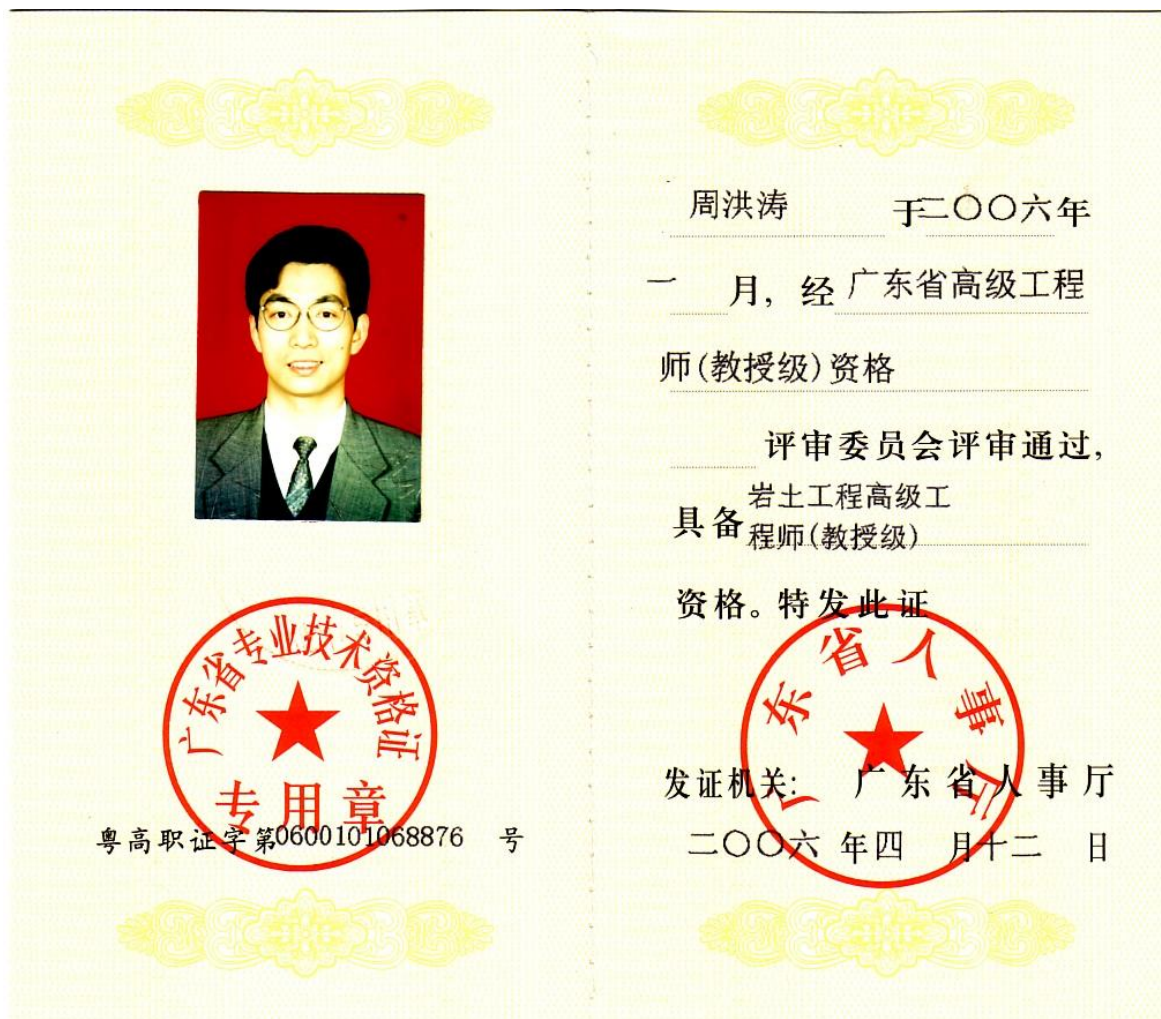 广东省专业技术资格证
专用章
粤高职证字第0600101068876 号
周洪涛 于二〇〇六年
一 月，经广东省高级工程
师(教授级)资格
评审委员会评审通过，
具备岩土工程高级工
程师(教授级)
资格。特发此证
广东省人事厅
发证机关： 广东省人事厅
二〇〇六 年四 月十二 日